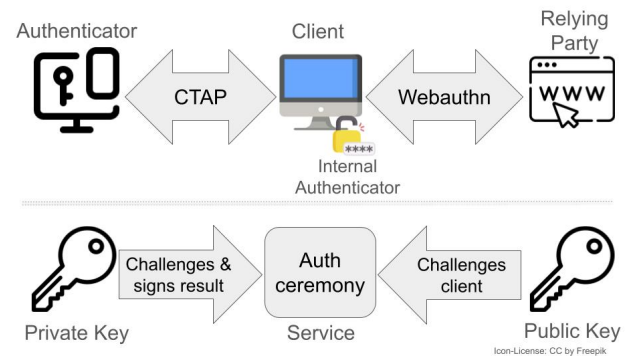 Authenticator
Client
Relying
Party
CTAP
Webauthn
WWW
****
Internal
Authenticator
Challenges &
signs result
Auth
ceremony
Challenges
client
Private Key
Service
Public Key
Icon-License: CC by Freepik